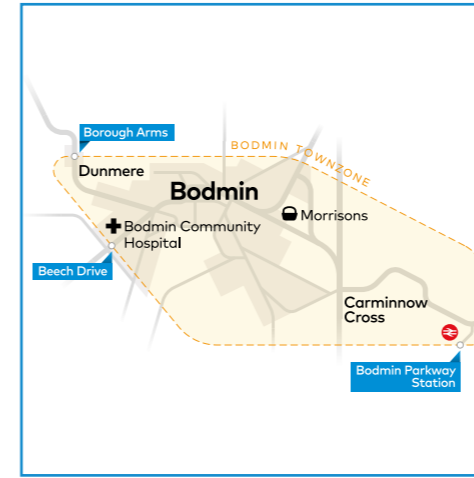 Borough Arms
BODMIN TOWNZONE
Dunmere
Bodmin
Morrisons
Bodmin Community
Hospital
Beech Drive
Carminnow
Cross
Bodmin Parkway
Station